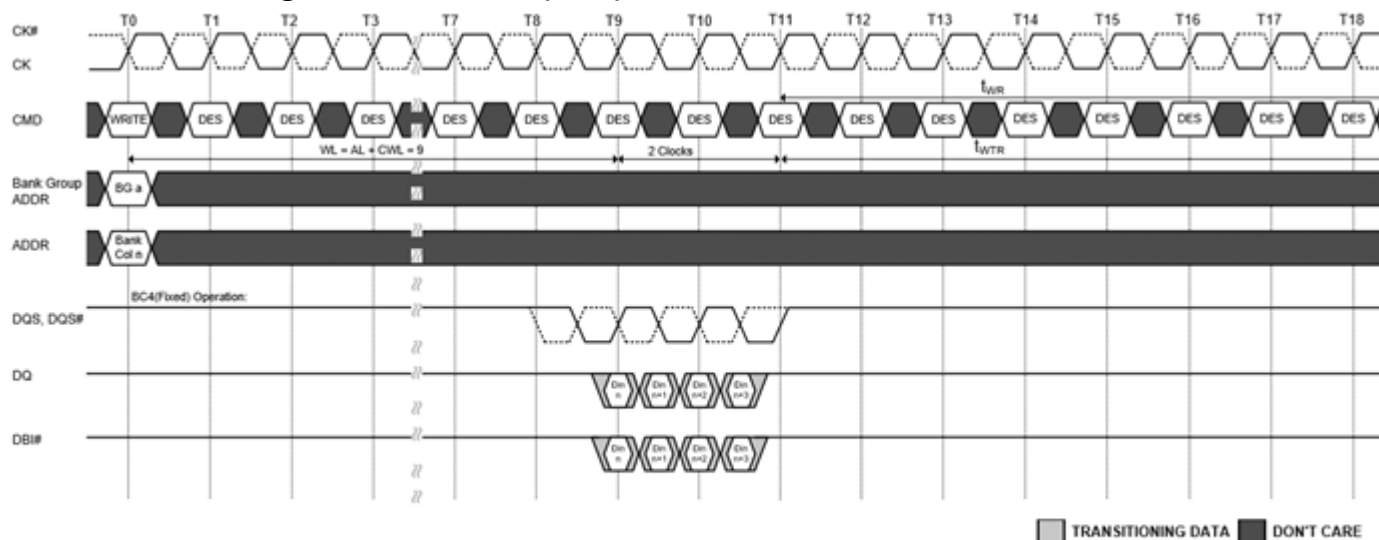 T0 T1 T2 T3 T7 T8 T9 T10 T11 T12 T13 T14 T15 T16 T17 T18
CK#
CK
tWR
CMD WRITE DES DES DES DES DES DES DES DES DES DES DES DES DES DES DES
WL = AL + CWL = 9 2 Clocks tWTR
Bank Group
ADDR
BG a
ADDR
Bank
Col n
BC4(Fixed) Operation:
DQS, DQS#
DQ
Din Din Din Din
n n+1 n+2 n+3
DBI#
Din Din Din Din
n n+1 n+2 n+3
TRANSITIONING DATA DON'T CARE